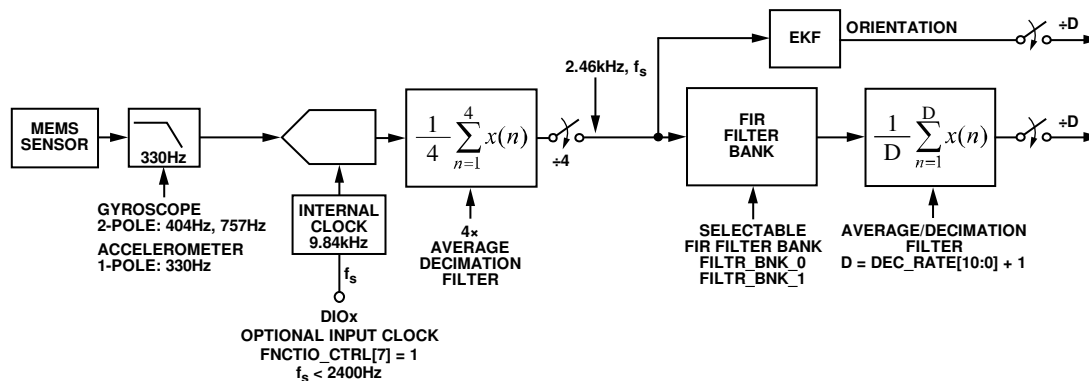 MEMS
SENSOR
330Hz
GYROSCOPE
2-POLE: 404Hz, 757Hz
ACCELEROMETER
1-POLE: 330Hz
INTERNAL
CLOCK
9.84kHz
fs
DIOx
OPTIONAL INPUT CLOCK
FNCTIO_CTRL[7] = 1
fs < 2400Hz
1/4 4∑n=1 x(n)
÷4
4×
AVERAGE
DECIMATION
FILTER
2.46kHz, fs
EKF
ORIENTATION
÷D
FIR
FILTER
BANK
SELECTABLE
FIR FILTER BANK
FILTR_BNK_0
FILTR_BNK_1
1/D D∑n=1 x(n)
÷D
AVERAGE/DECIMATION
FILTER
D = DEC_RATE[10:0] + 1